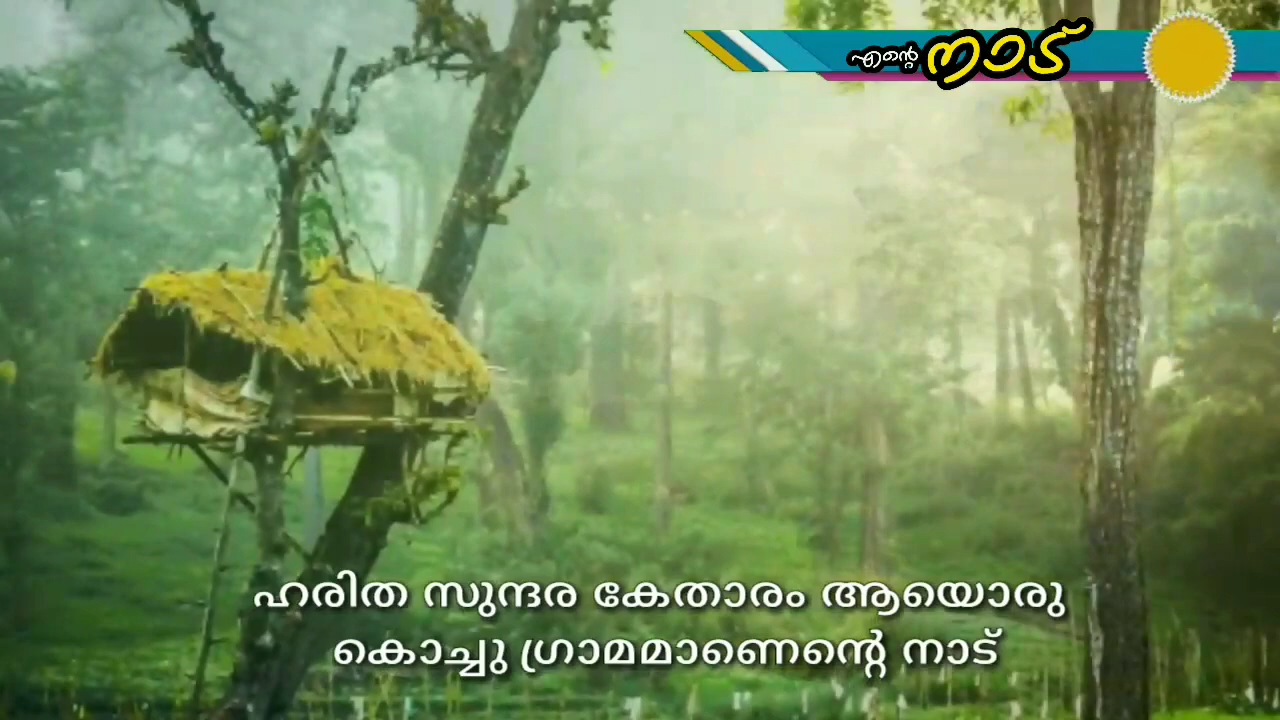 എന്റെ നാട്
ഹരിത സുന്ദര കേതാരം ആയൊരു
കൊച്ചു ഗ്രാമമാണെന്റെ നാട്